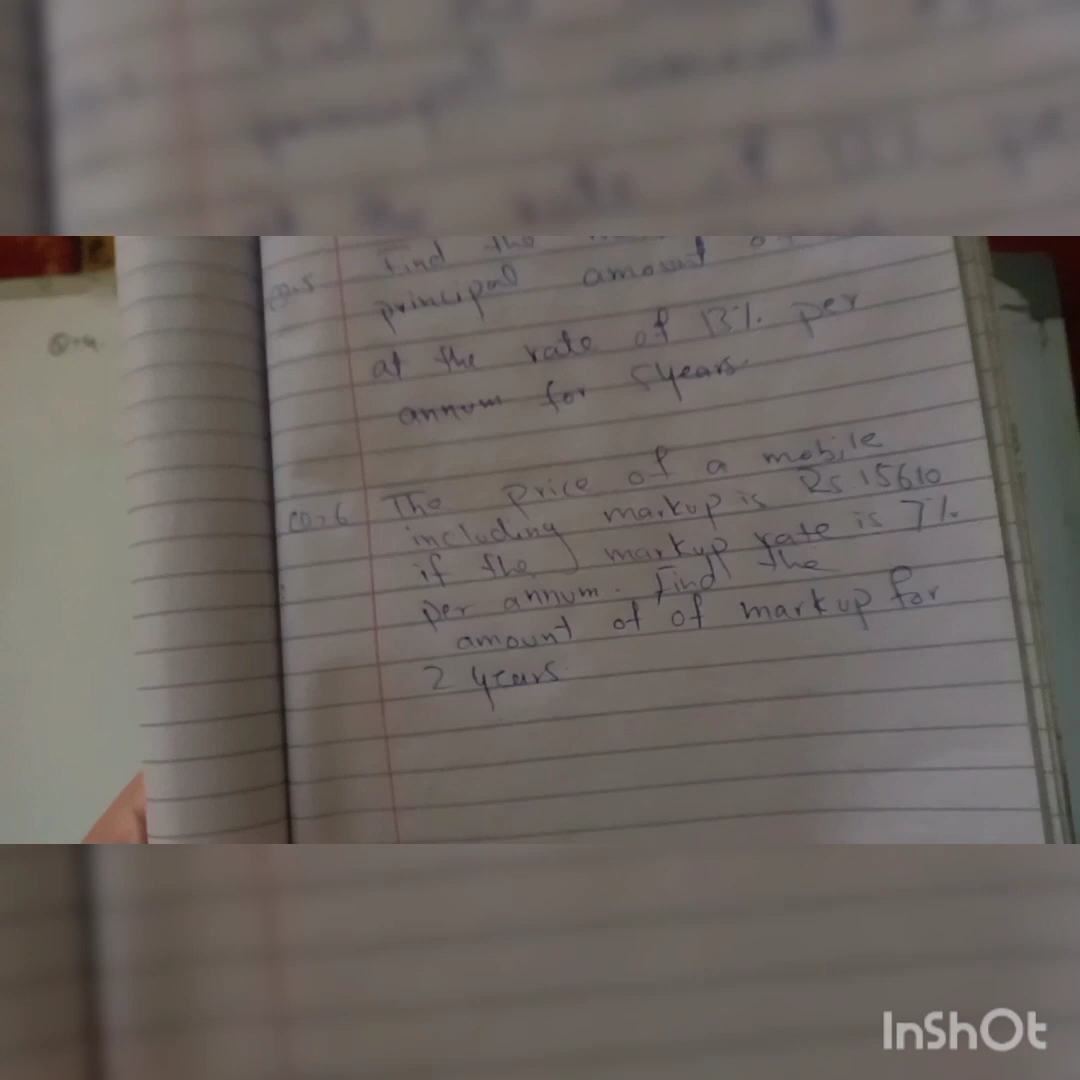 Q.5 Find the
principal amount of
at the rate of 13% per
annum for 5 years.
Q.6 The price of a mobile
including markup is Rs 15610
if the markup rate is 7%
per annum. Find the
amount of of markup for
2 years.
InShOt